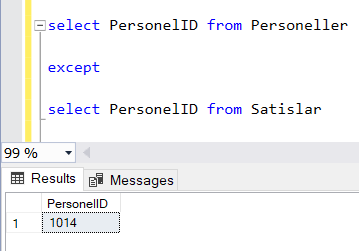 select PersonelID from Personeller
except
select PersonelID from Satislar
99 %
Results Messages
PersonelID
1 1014